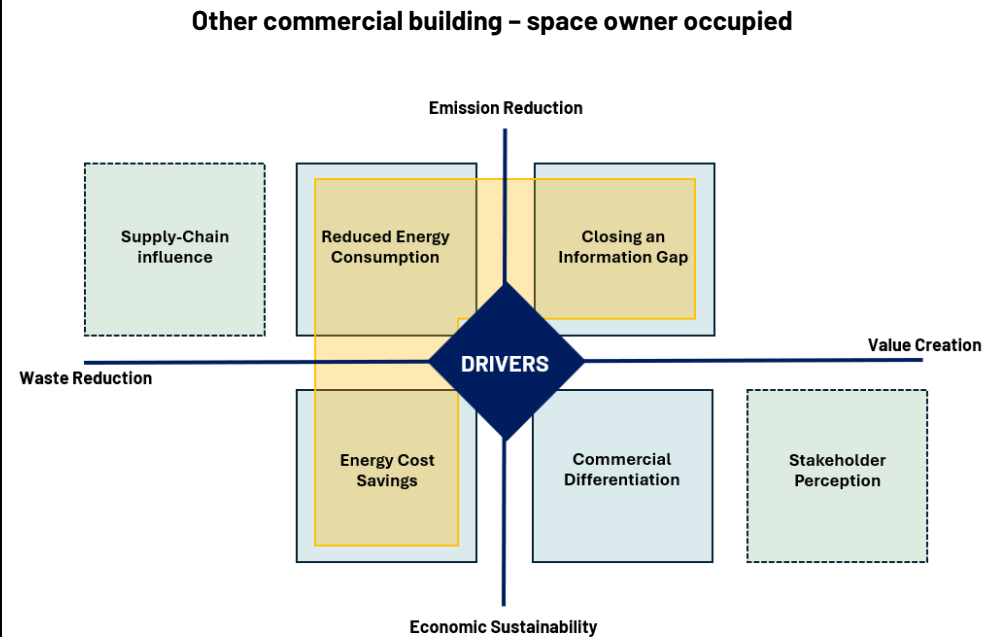 Other commercial building – space owner occupied
Emission Reduction
Supply-Chain
influence
Reduced Energy
Consumption
Closing an
Information Gap
DRIVERS
Value Creation
Waste Reduction
Energy Cost
Savings
Commercial
Differentiation
Stakeholder
Perception
Economic Sustainability